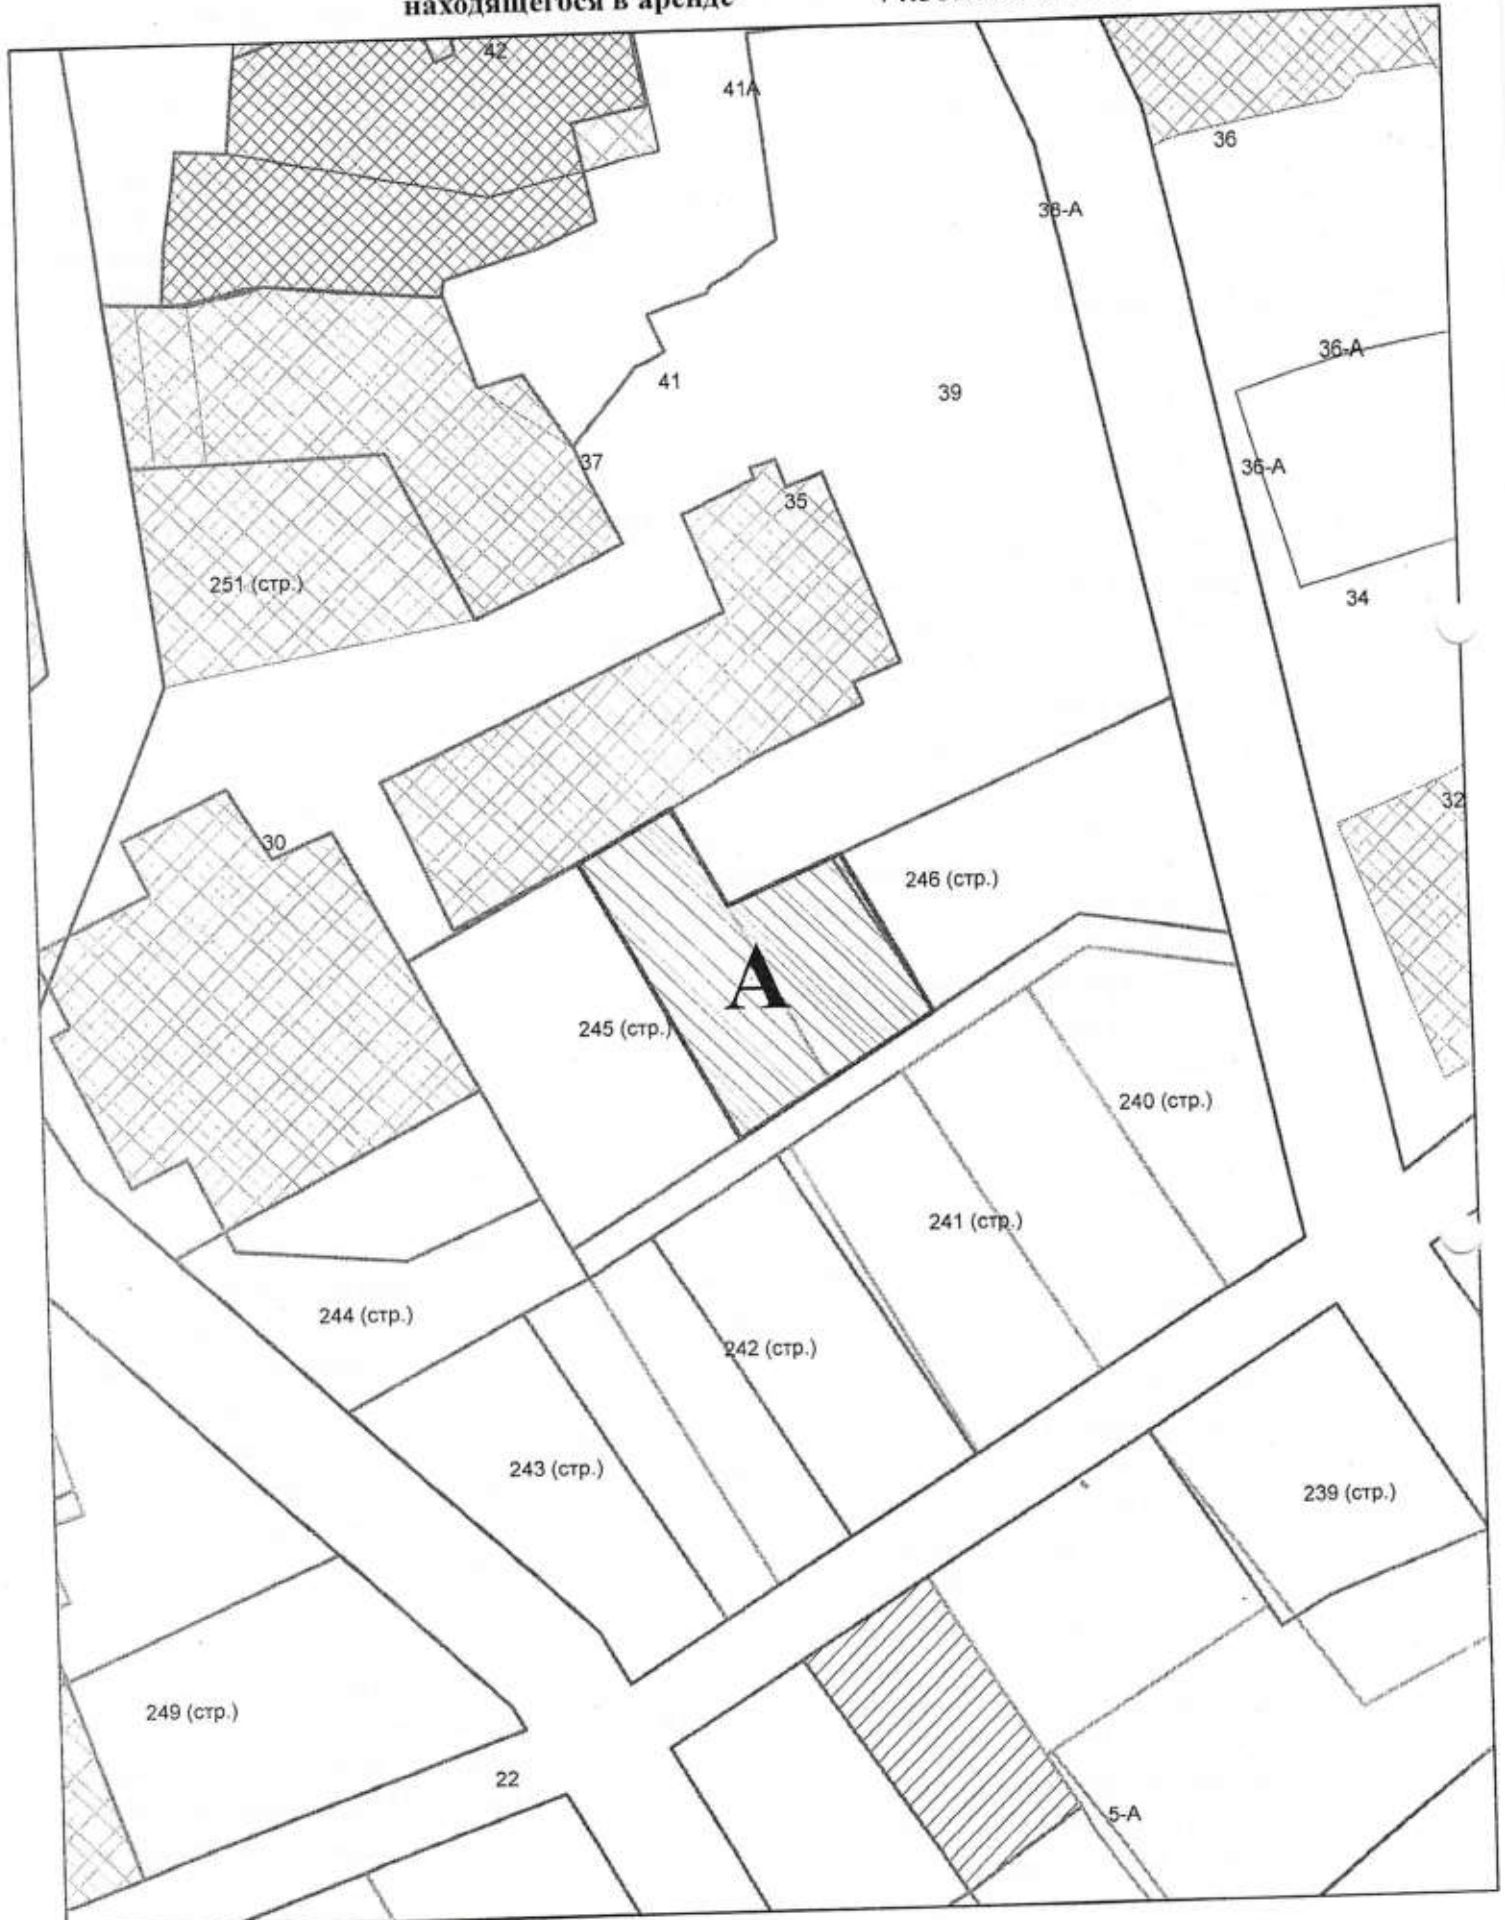 находящегося в аренде
42
41А
36
38-А
36-А
41
39
37
36-А
35
251 (стр.)
34
32
30
246 (стр.)
А
245 (стр.)
240 (стр.)
241 (стр.)
244 (стр.)
242 (стр.)
243 (стр.)
239 (стр.)
249 (стр.)
22
5-А